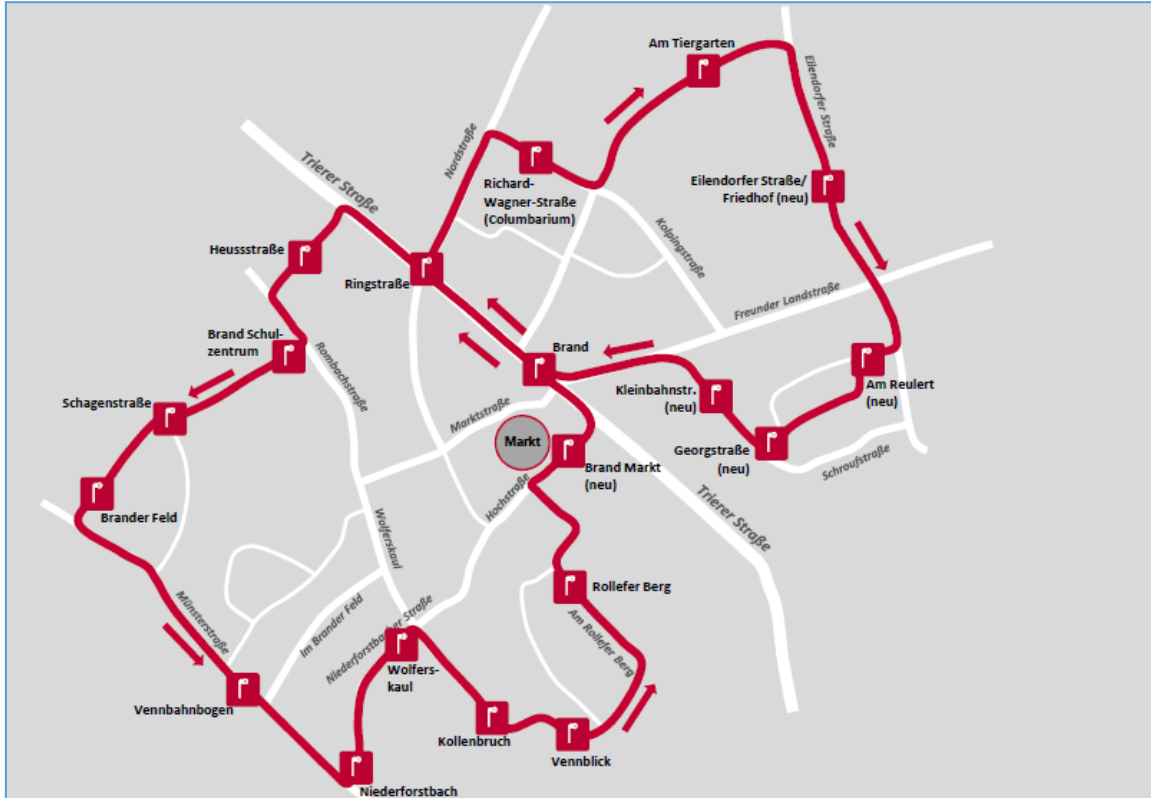 Am Tiergarten
Eilendorfer Straße
Nordstraße
Trierer Straße
Richard-
Wagner-Straße
(Columbarium)
Eilendorfer Straße/
Friedhof (neu)
Kolpingstraße
Heussstraße
Ringstraße
Freunder Landstraße
Brand Schul-
zentrum
Rombachstraße
Brand
Kleinbahnstr.
(neu)
Am Reulert
(neu)
Schagenstraße
Marktstraße
Markt
Brand Markt
(neu)
Georgstraße
(neu)
Schroufstraße
Hochstraße
Trierer Straße
Brander Feld
Wolferskaul
Rollefer Berg
Münsterstraße
Im Brander Feld
Niederforstbacher Straße
Am Rollefer Berg
Wolfers-
kaul
Vennbahnbogen
Kollenbruch
Vennblick
Niederforstbach